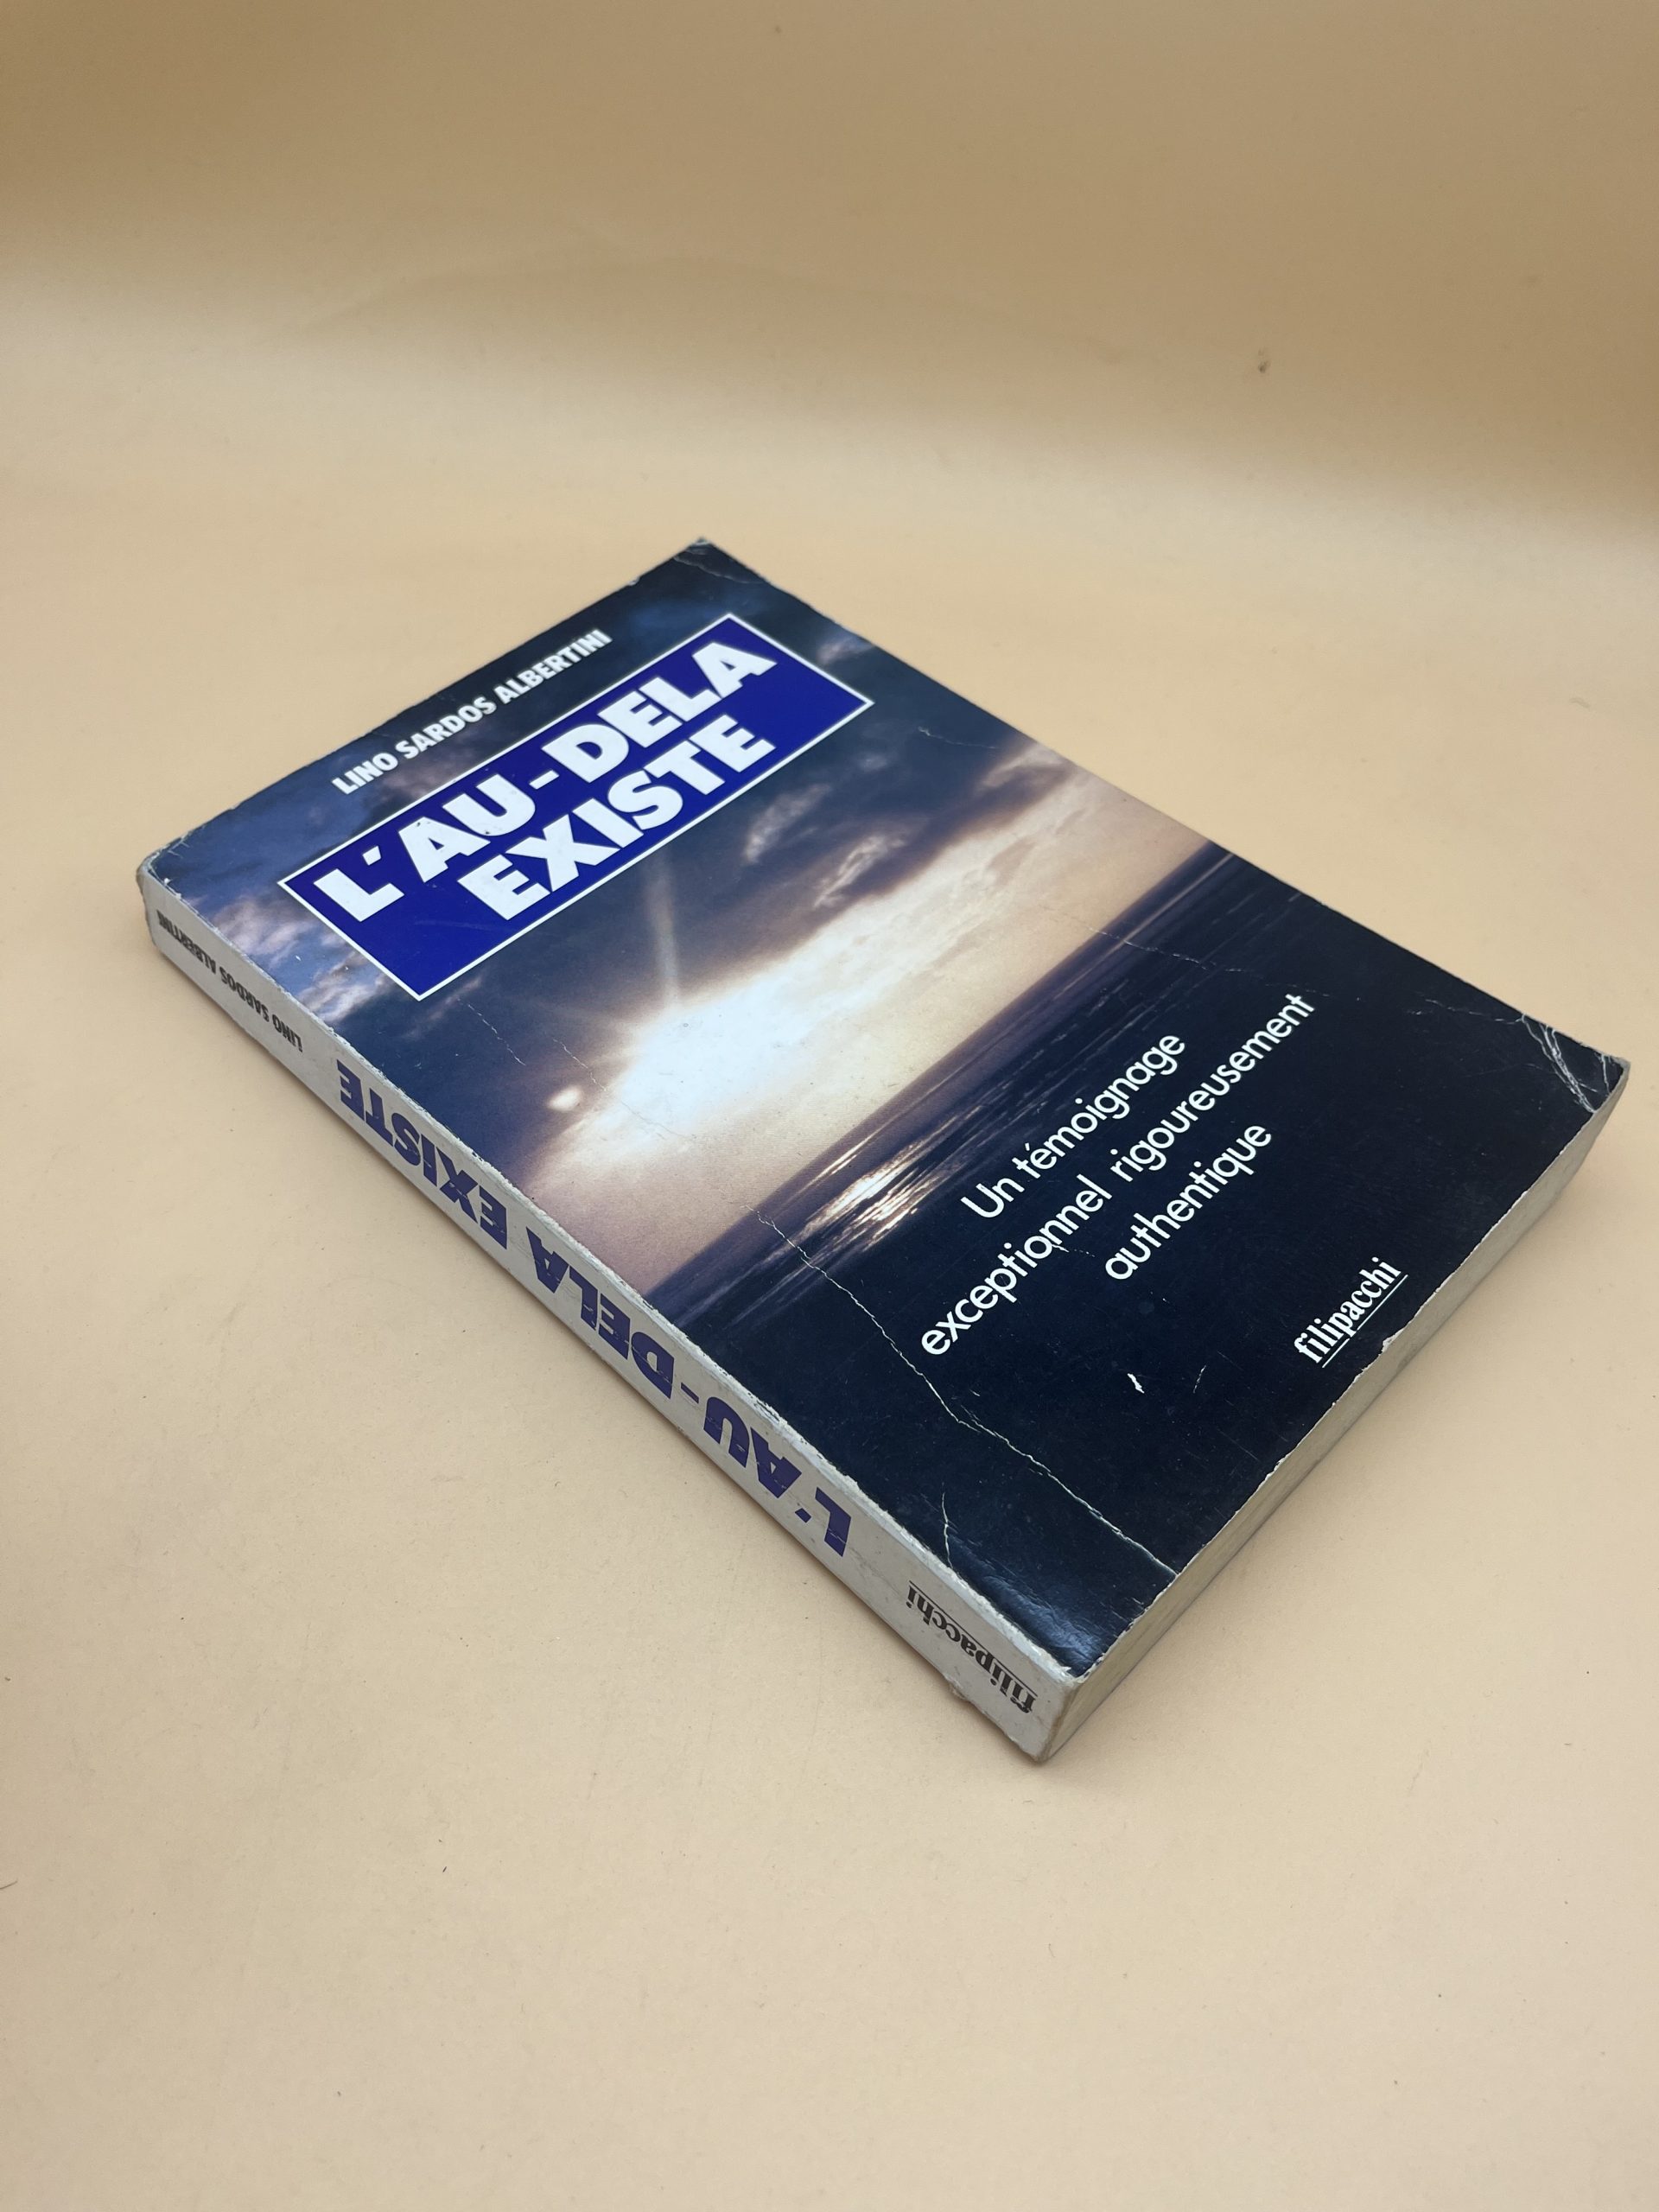 LINO SARDOS ALBERTINI
L'AU-DELA
EXISTE
Un témoignage
exceptionnel rigoureusement
authentique
filipacchi
LINO SARDOS ALBERTINI
L'AU-DELA EXISTE
filipacchi